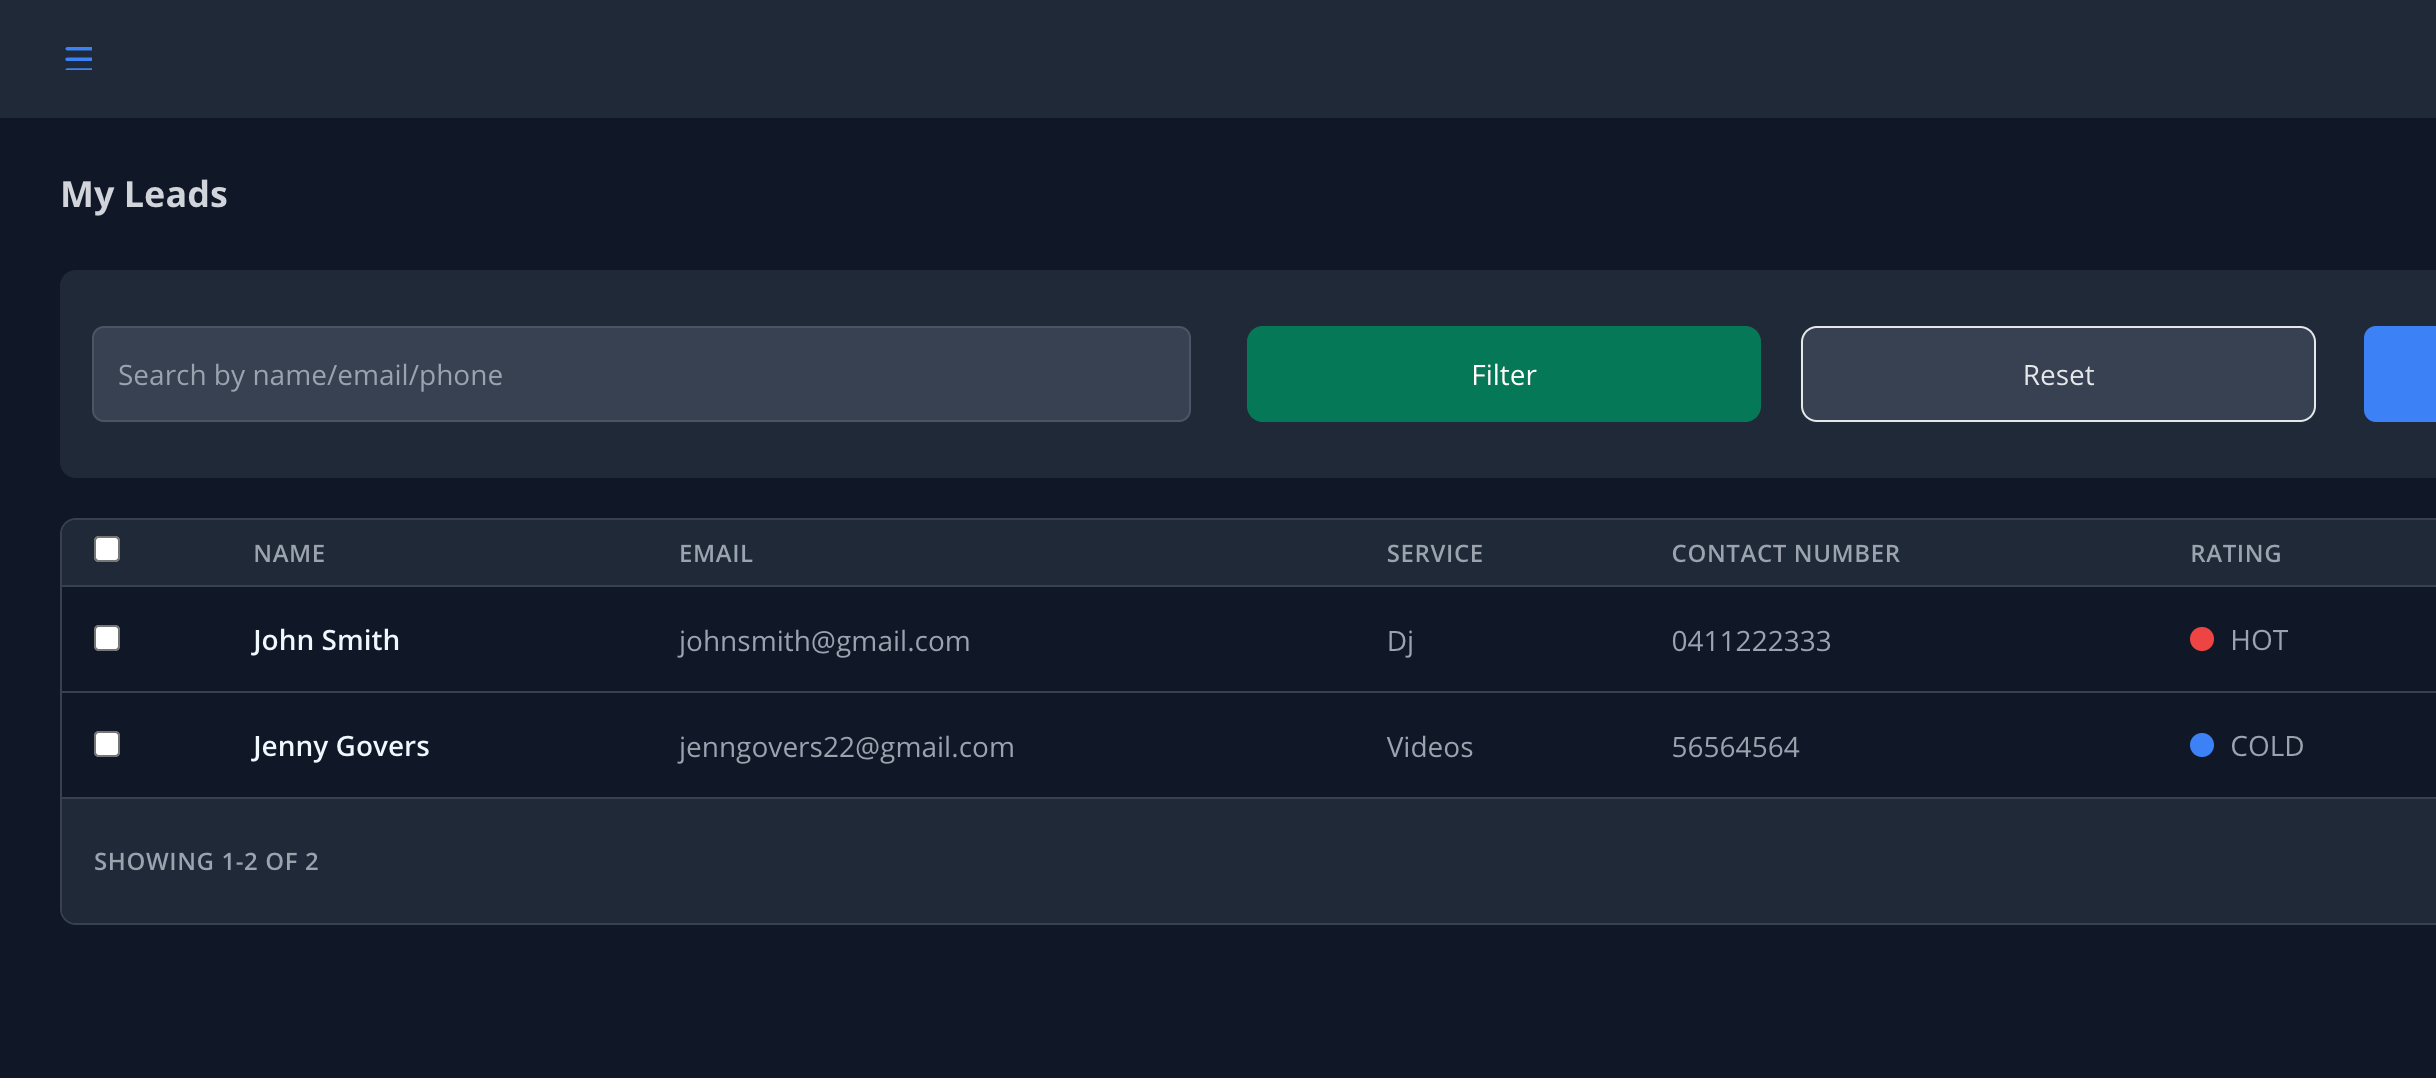 My Leads
Search by name/email/phone
Filter
Reset
NAME EMAIL SERVICE CONTACT NUMBER RATING
John Smith johnsmith@gmail.com Dj 0411222333 HOT
Jenny Govers jenngovers22@gmail.com Videos 56564564 COLD
SHOWING 1-2 OF 2